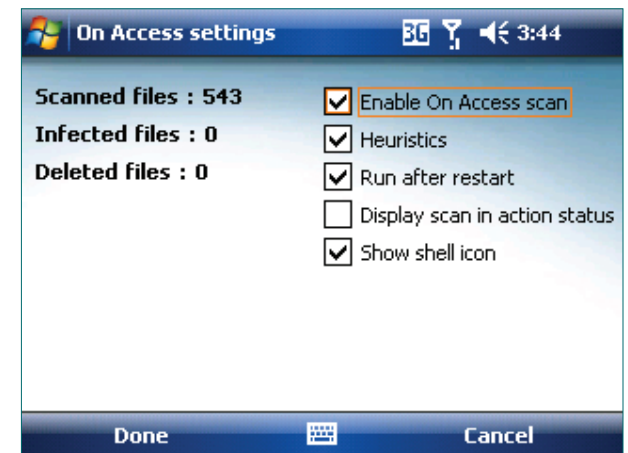 On Access settings
3G
3:44
Scanned files : 543
Infected files : 0
Deleted files : 0
Enable On Access scan
Heuristics
Run after restart
Display scan in action status
Show shell icon
Done
Cancel